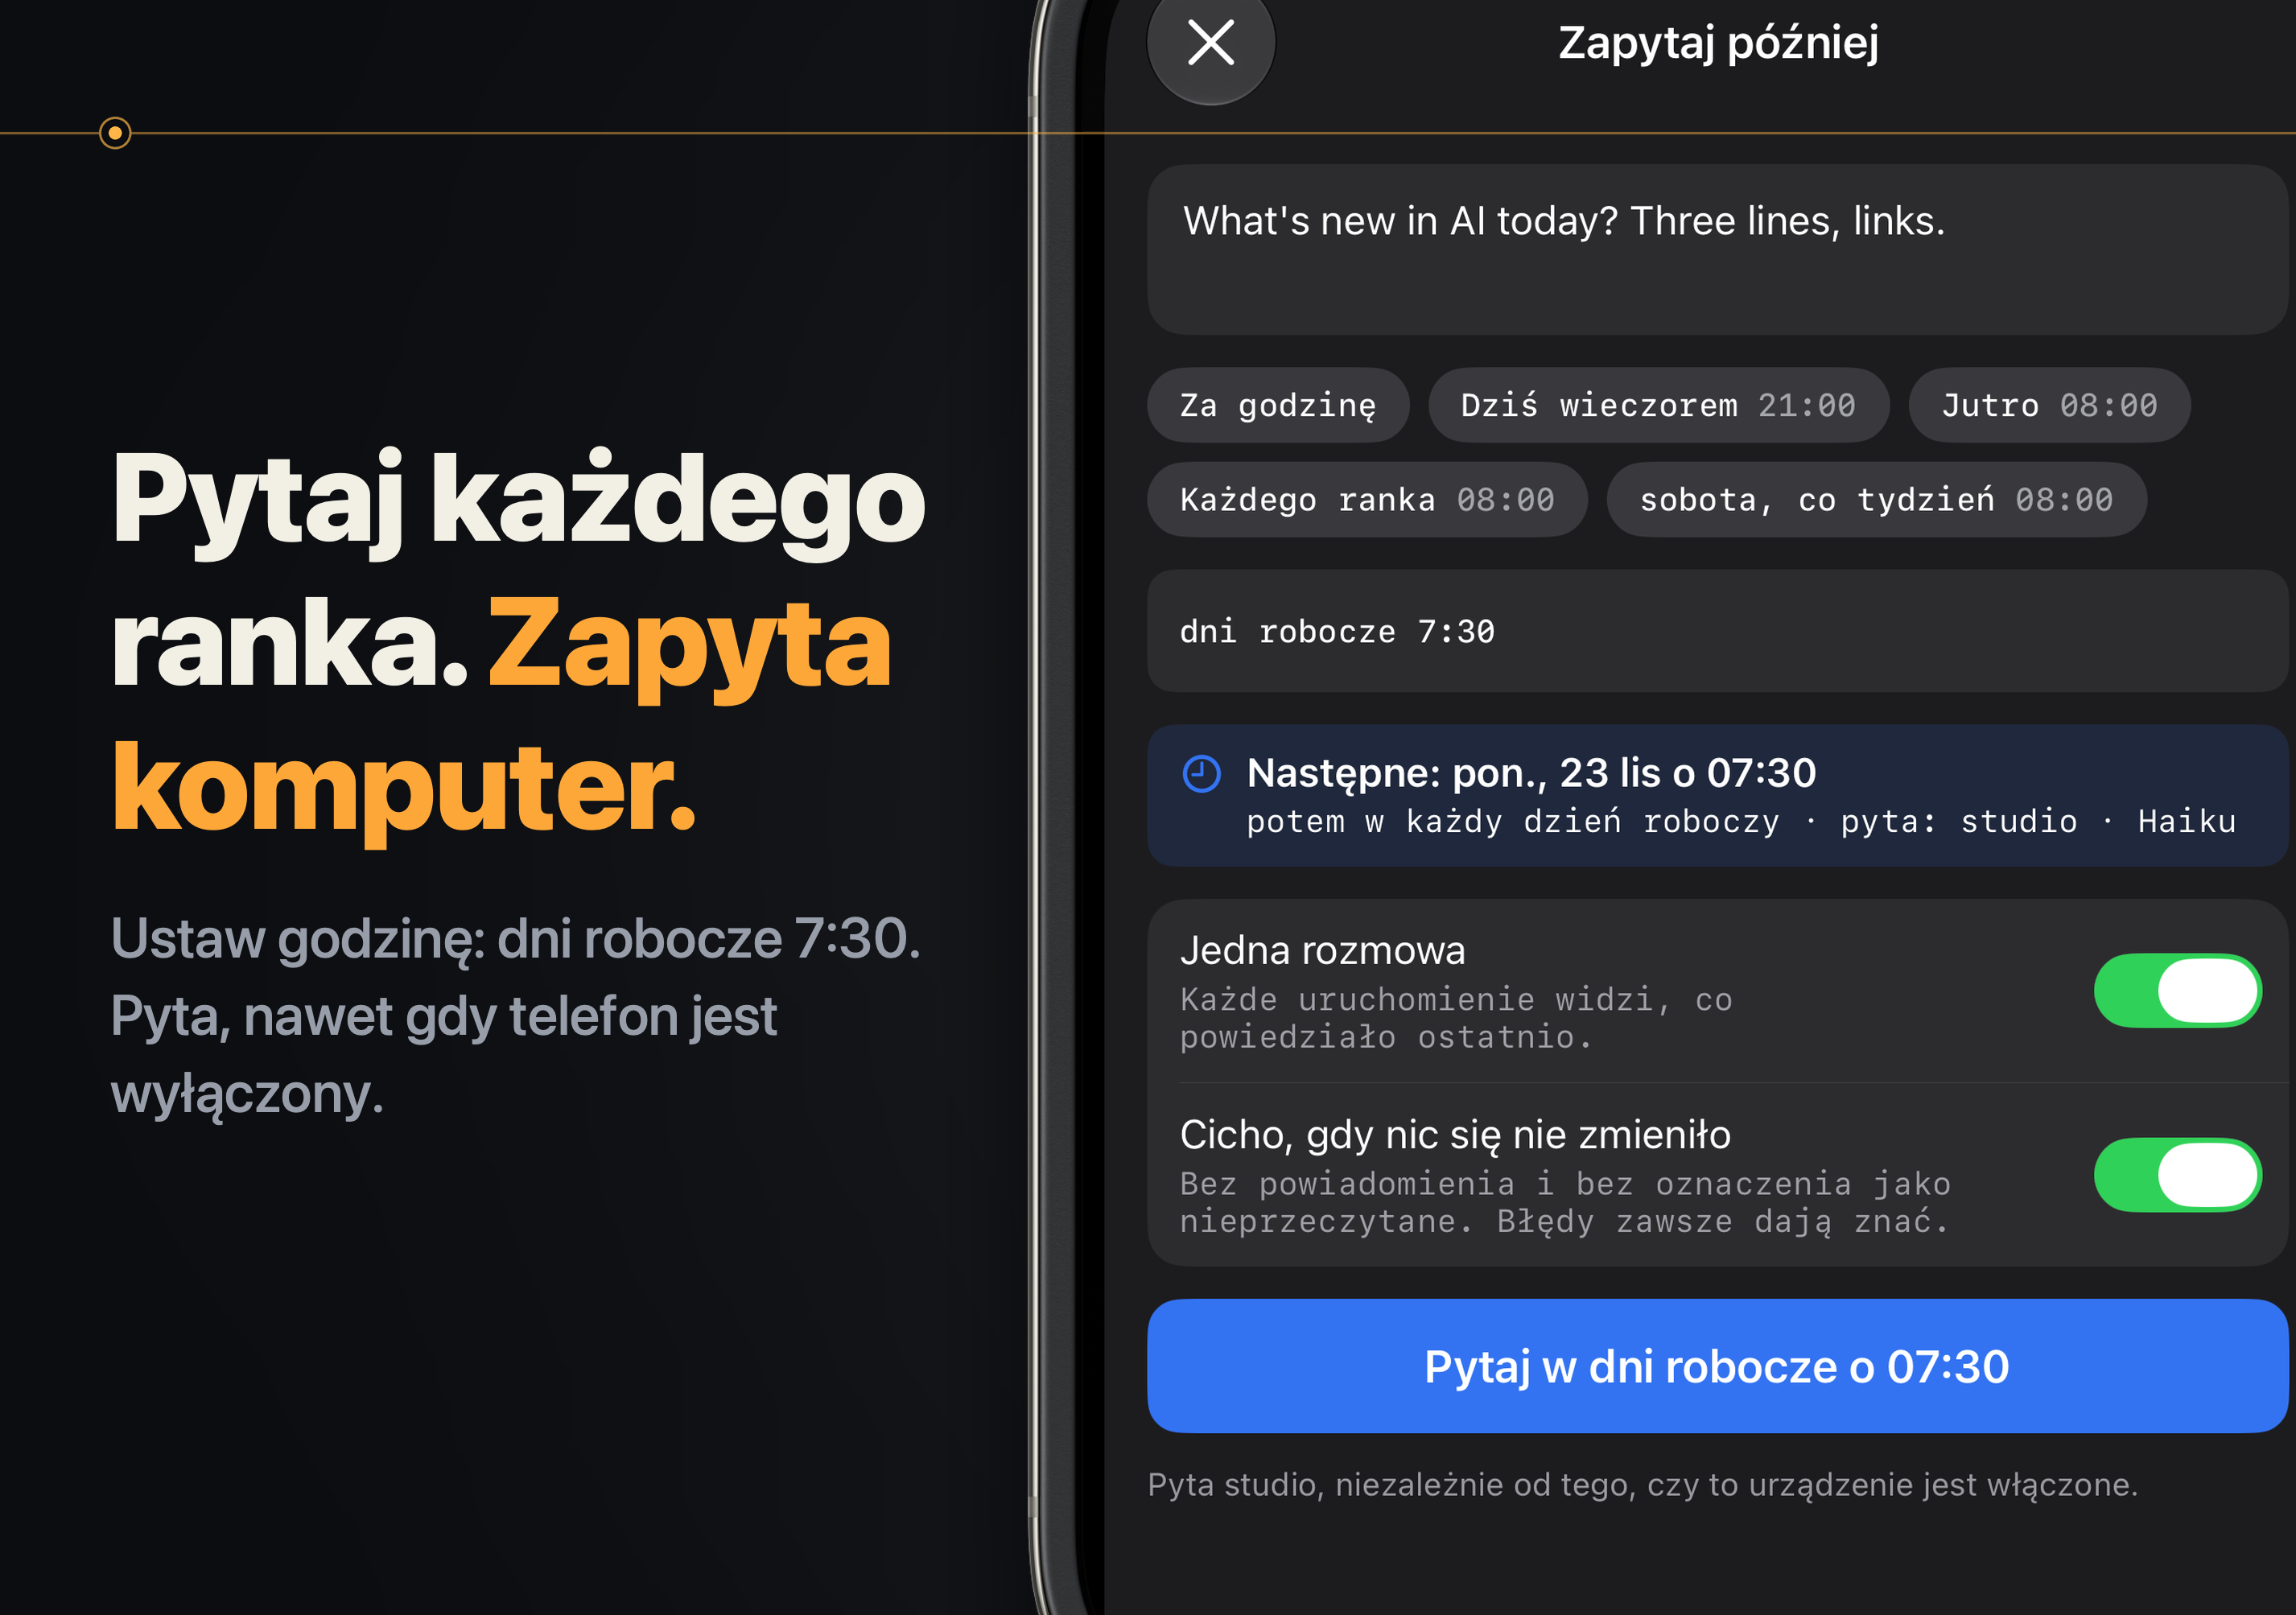 Pytaj każdego
ranka. Zapyta
komputer.
Ustaw godzinę: dni robocze 7:30.
Pyta, nawet gdy telefon jest
wyłączony.
Zapytaj później
What's new in AI today? Three lines, links.
Za godzinę
Dziś wieczorem 21:00
Jutro 08:00
Każdego ranka 08:00
sobota, co tydzień 08:00
dni robocze 7:30
Następne: pon., 23 lis o 07:30
potem w każdy dzień roboczy · pyta: studio · Haiku
Jedna rozmowa
Każde uruchomienie widzi, co
powiedziało ostatnio.
Cicho, gdy nic się nie zmieniło
Bez powiadomienia i bez oznaczenia jako
nieprzeczytane. Błędy zawsze dają znać.
Pytaj w dni robocze o 07:30
Pyta studio, niezależnie od tego, czy to urządzenie jest włączone.